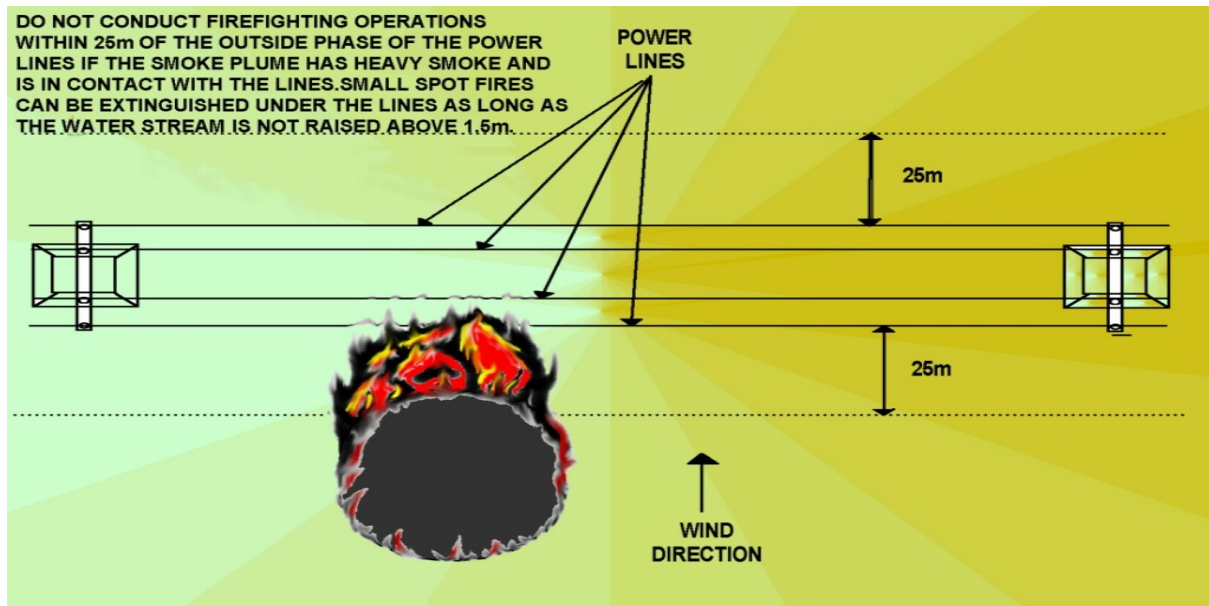 DO NOT CONDUCT FIREFIGHTING OPERATIONS
WITHIN 25m OF THE OUTSIDE PHASE OF THE POWER
LINES IF THE SMOKE PLUME HAS HEAVY SMOKE AND
IS IN CONTACT WITH THE LINES.SMALL SPOT FIRES
CAN BE EXTINGUISHED UNDER THE LINES AS LONG AS
THE WATER STREAM IS NOT RAISED ABOVE 1.5m.
POWER
LINES
25m
25m
WIND
DIRECTION